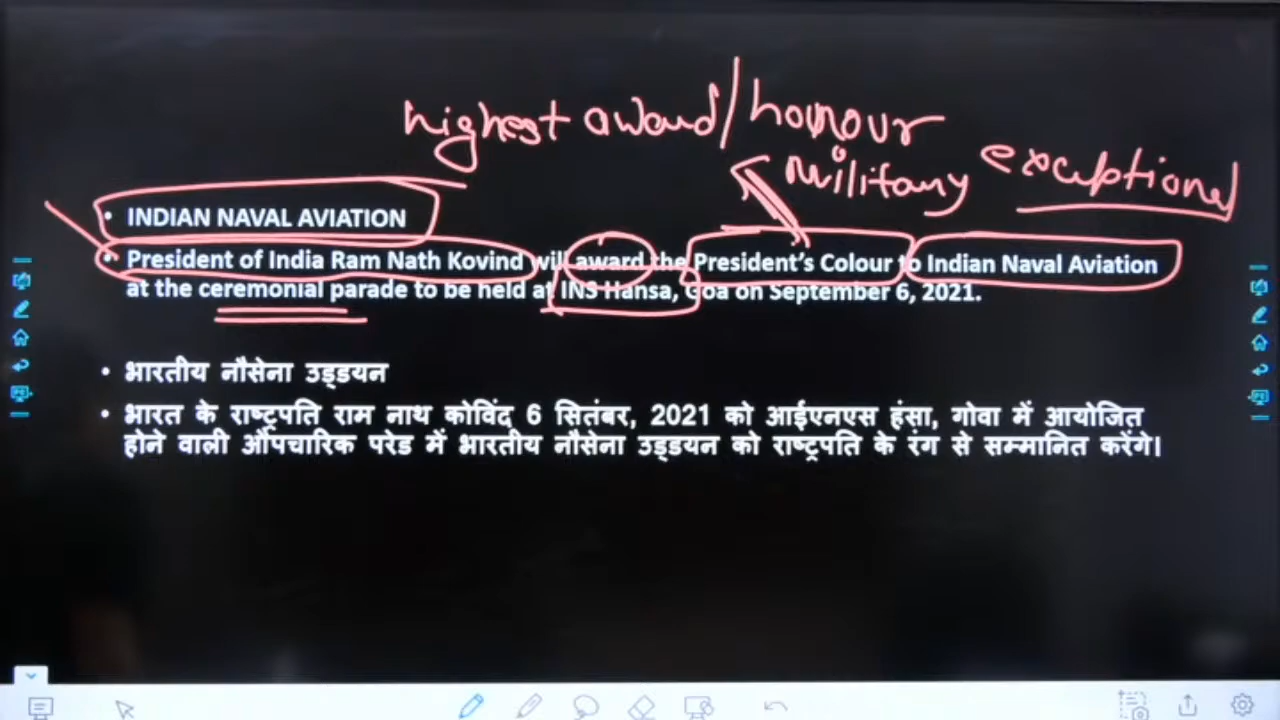 highest award/honour
military exceptional
• INDIAN NAVAL AVIATION
• President of India Ram Nath Kovind will award the President's Colour to Indian Naval Aviation
at the ceremonial parade to be held at INS Hansa, Goa on September 6, 2021.
• भारतीय नौसेना उड्डयन
• भारत के राष्ट्रपति राम नाथ कोविंद 6 सितंबर, 2021 को आईएनएस हंसा, गोवा में आयोजित
होने वाली औपचारिक परेड में भारतीय नौसेना उड्डयन को राष्ट्रपति के रंग से सम्मानित करेंगे।